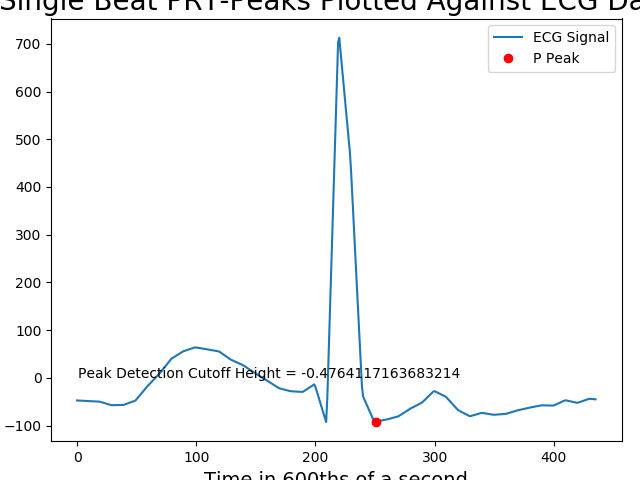 Single Beat PRT-Peaks Plotted Against ECG Da
ECG Signal
P Peak
700
600
500
400
300
200
100
0
−100
Peak Detection Cutoff Height = -0.4764117163683214
0 100 200 300 400
Time in 600ths of a second